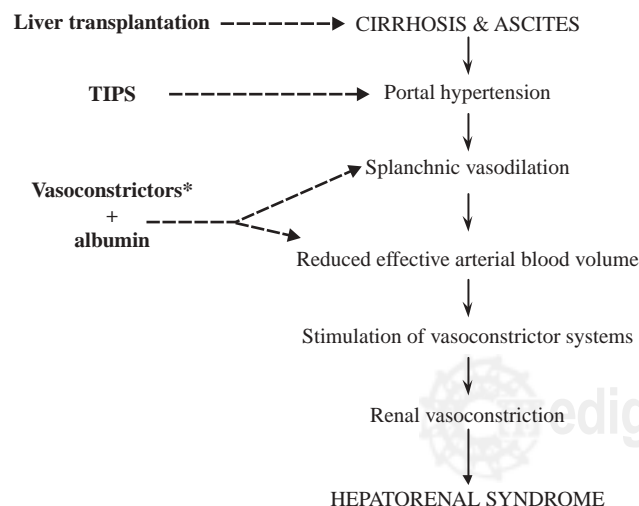 Liver transplantation CIRRHOSIS & ASCITES
TIPS Portal hypertension
Splanchnic vasodilation
Vasoconstrictors*
+
albumin
Reduced effective arterial blood volume
Stimulation of vasoconstrictor systems
Renal vasoconstriction
edig
HEPATORENAL SYNDROME